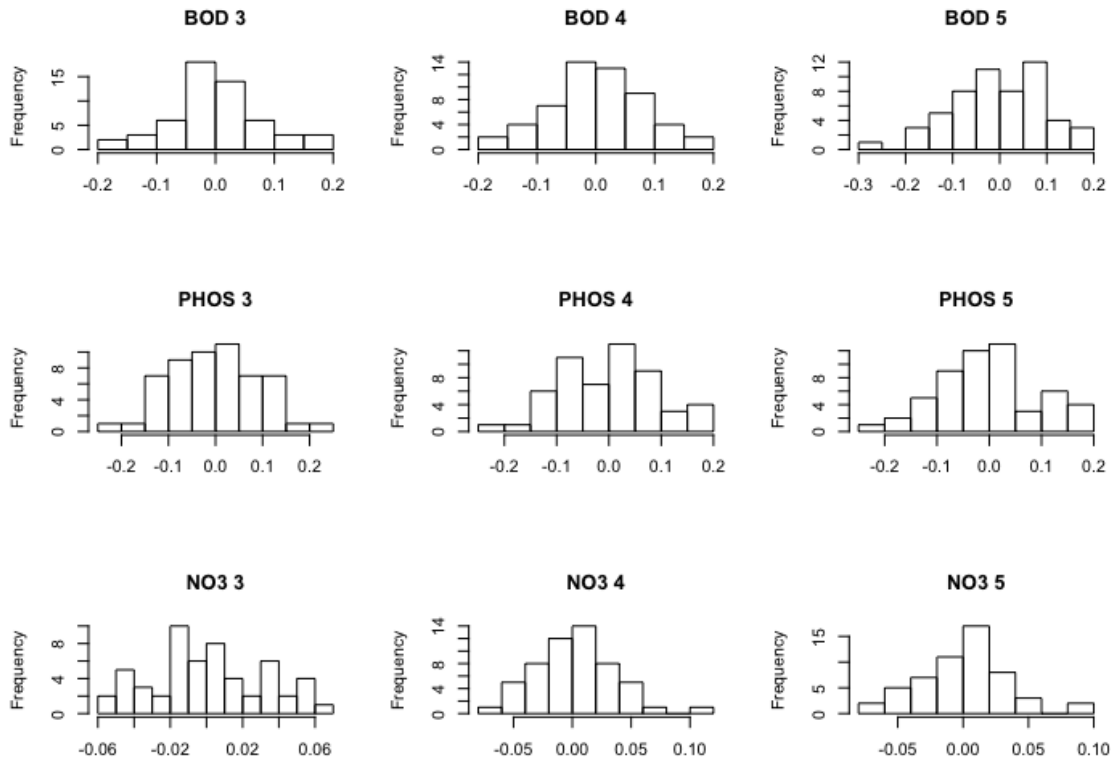 BOD 3
BOD 4
BOD 5
Frequency
0 5 15
-0.2 -0.1 0.0 0.1 0.2
Frequency
0 4 8 14
-0.2 -0.1 0.0 0.1 0.2
Frequency
0 4 8 12
-0.3 -0.2 -0.1 0.0 0.1 0.2
PHOS 3
PHOS 4
PHOS 5
Frequency
0 4 8
-0.2 -0.1 0.0 0.1 0.2
Frequency
0 4 8
-0.2 -0.1 0.0 0.1 0.2
Frequency
0 4 8
-0.2 -0.1 0.0 0.1 0.2
NO3 3
NO3 4
NO3 5
Frequency
0 4 8
-0.06 -0.02 0.02 0.06
Frequency
0 4 8 14
-0.05 0.00 0.05 0.10
Frequency
0 5 15
-0.05 0.00 0.05 0.10